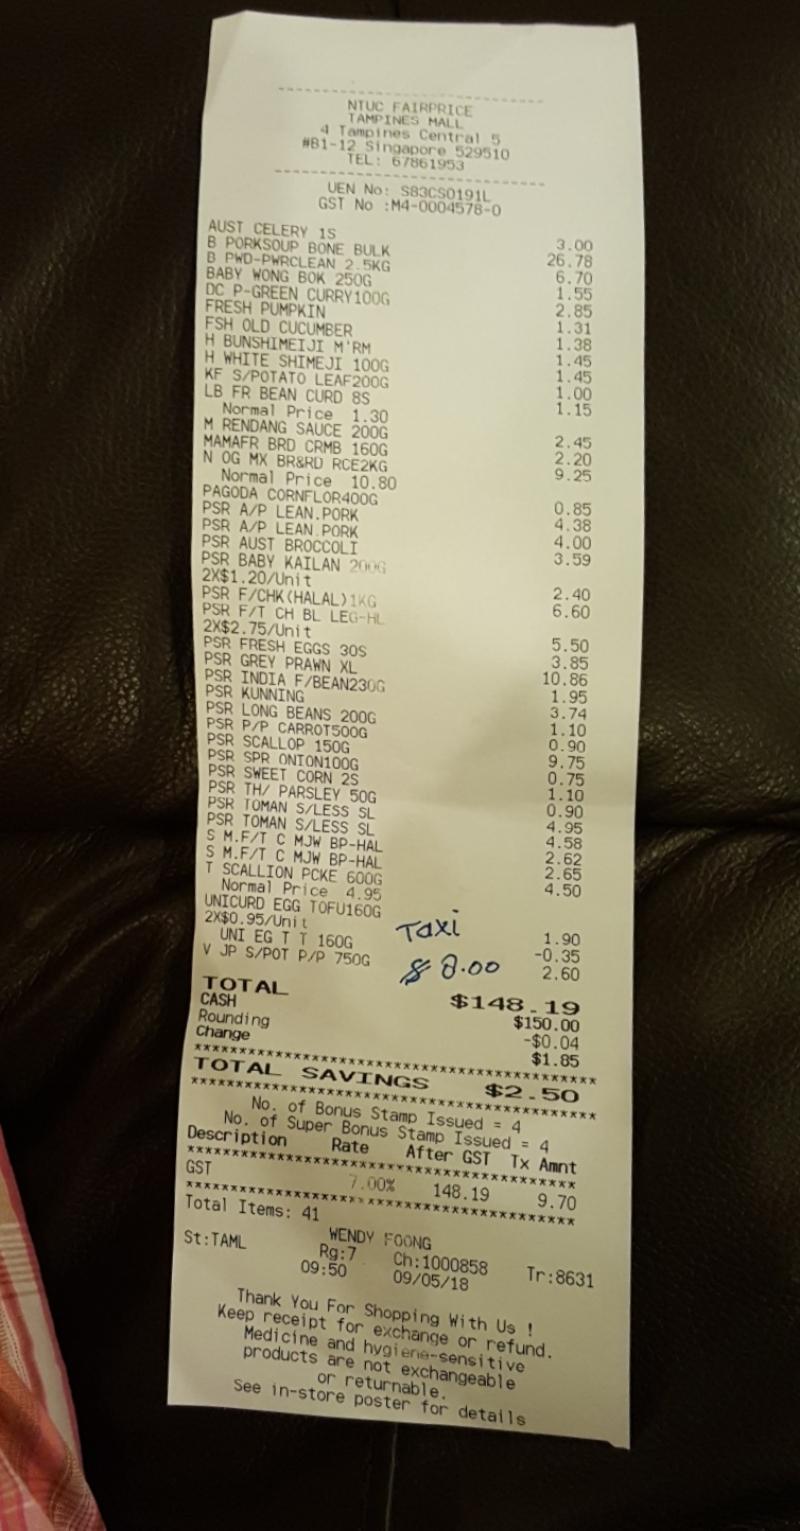 NTUC FAIRPRICE
TAMPINES MALL
4 Tampines Central 5
#B1-12 Singapore 529510
TEL: 67861953
UEN No: S83CS0191L
GST No :M4-0004578-0
AUST CELERY 1S 3.00
B PORKSOUP BONE BULK 26.78
B PWD-PWRCLEAN 2.5KG 6.70
BABY WONG BOK 250G 1.55
DC P-GREEN CURRY100G 2.85
FRESH PUMPKIN 1.31
FSH OLD CUCUMBER 1.38
H BUNSHIMEIJI M'RM 1.45
H WHITE SHIMEJI 100G 1.45
KF S/POTATO LEAF200G 1.00
LB FR BEAN CURD 8S 1.15
Normal Price 1.30
M RENDANG SAUCE 200G 2.45
MAMAFR BRD CRMB 160G 2.20
N OG MX BR&RD RCE2KG 9.25
Normal Price 10.80
PAGODA CORNFLOR400G 0.85
PSR A/P LEAN.PORK 4.38
PSR A/P LEAN.PORK 4.00
PSR AUST BROCCOLI 3.59
PSR BABY KAILAN 200G
2X$1.20/Unit 2.40
PSR F/CHK(HALAL)1KG 6.60
PSR F/T CH BL LEG-HL
2X$2.75/Unit 5.50
PSR FRESH EGGS 30S 3.85
PSR GREY PRAWN XL 10.86
PSR INDIA F/BEAN230G 1.95
PSR KUNNING 3.74
PSR LONG BEANS 200G 1.10
PSR P/P CARROT500G 0.90
PSR SCALLOP 150G 9.75
PSR SPR ONION100G 0.75
PSR SWEET CORN 2S 1.10
PSR TH/ PARSLEY 50G 0.90
PSR TOMAN S/LESS SL 4.95
PSR TOMAN S/LESS SL 4.58
S M.F/T C MJW BP-HAL 2.62
S M.F/T C MJW BP-HAL 2.65
T SCALLION PCKE 600G 4.50
Normal Price 4.95
UNICURD EGG TOFU160G
2X$0.95/Unit 1.90
UNI EG T T 160G -0.35
V JP S/POT P/P 750G 2.60
Taxi
$8.00
TOTAL $148.19
CASH $150.00
Rounding -$0.04
Change $1.85
****************************************
TOTAL SAVINGS $2.50
****************************************
No. of Bonus Stamp Issued = 4
No. of Super Bonus Stamp Issued = 4
Description Rate After GST Tx Amnt
****************************************
GST 7.00% 148.19 9.70
****************************************
Total Items: 41
WENDY FOONG
St:TAML Rg:7 Ch:1000858 Tr:8631
09:50 09/05/18
Thank You For Shopping With Us !
Keep receipt for exchange or refund.
Medicine and hygiene-sensitive
products are not exchangeable
or returnable.
See in-store poster for details